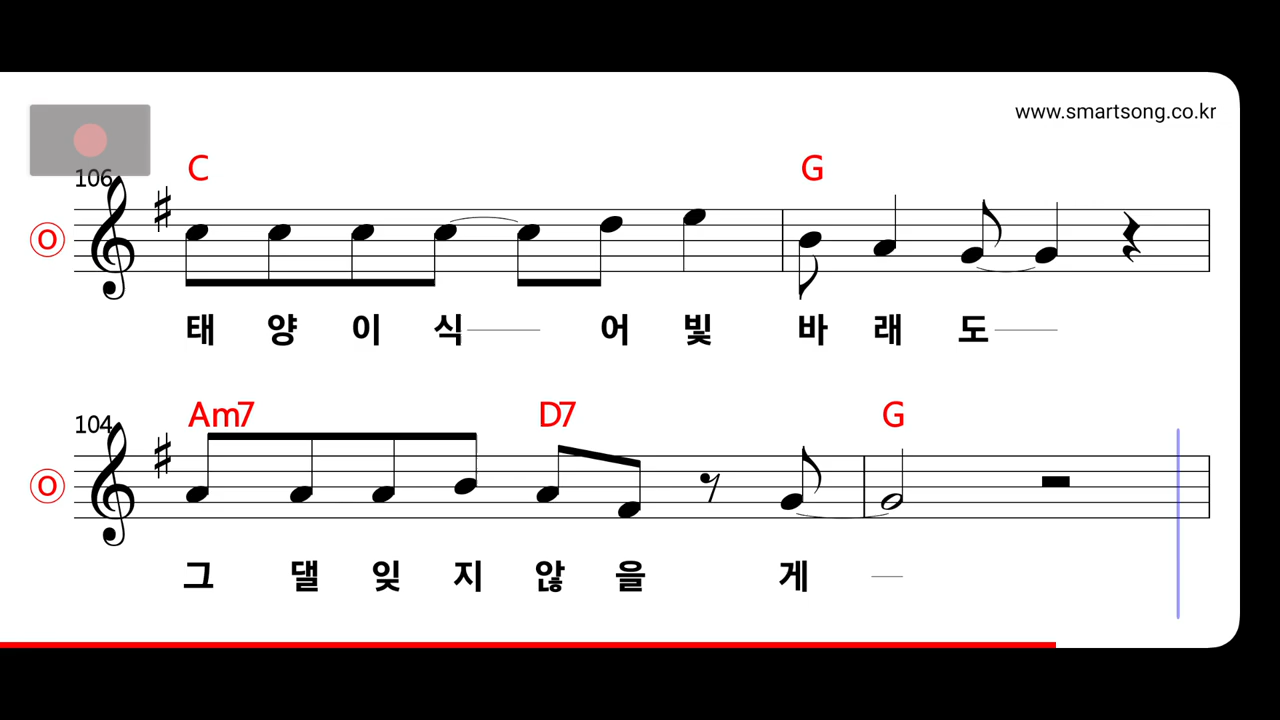 www.smartsong.co.kr
106
C G
O
태 양 이 식 어 빛 바 래 도
104
Am7 D7 G
O
그 댈 잊 지 않 을 게